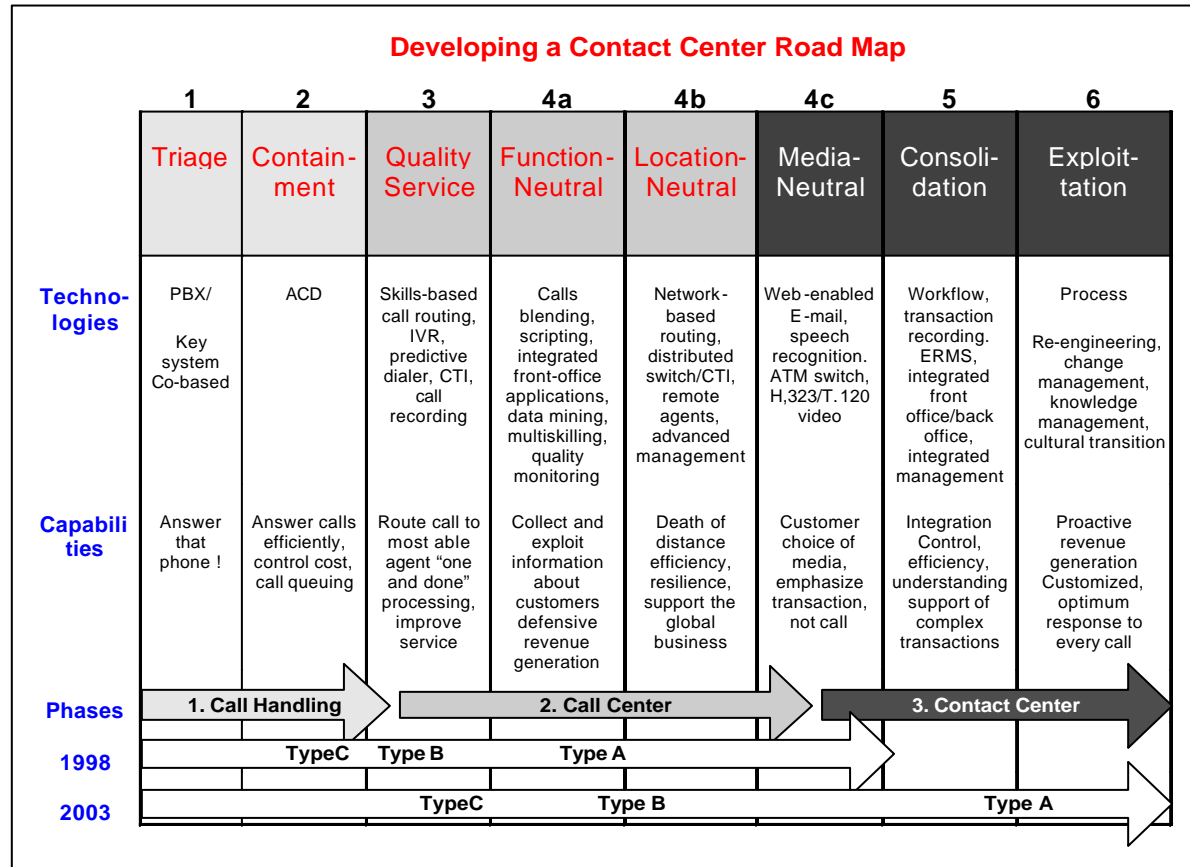 Developing a Contact Center Road Map
1 2 3 4a 4b 4c 5 6
Triage
Contain-
ment
Quality
Service
Function-
Neutral
Location-
Neutral
Media-
Neutral
Consoli-
dation
Exploit-
tation
Techno-
logies
PBX/
Key
system
Co-based
ACD
Skills-based
call routing,
IVR,
predictive
dialer, CTI,
call
recording
Calls
blending,
scripting,
integrated
front-office
applications,
data mining,
multiskilling,
quality
monitoring
Network-
based
routing,
distributed
switch/CTI,
remote
agents,
advanced
management
Web-enabled
E-mail,
speech
recognition.
ATM switch,
H,323/T.120
video
Workflow,
transaction
recording.
ERMS,
integrated
front
office/back
office,
integrated
management
Process
Re-engineering,
change
management,
knowledge
management,
cultural transition
Capabili
ties
Answer
that
phone !
Answer calls
efficiently,
control cost,
call queuing
Route call to
most able
agent “one
and done”
processing,
improve
service
Collect and
exploit
information
about
customers
defensive
revenue
generation
Death of
distance
efficiency,
resilience,
support the
global
business
Customer
choice of
media,
emphasize
transaction,
not call
Integration
Control,
efficiency,
understanding
support of
complex
transactions
Proactive
revenue
generation
Customized,
optimum
response to
every call
Phases
1. Call Handling
2. Call Center
3. Contact Center
1998
TypeC Type B Type A
2003
TypeC Type B Type A